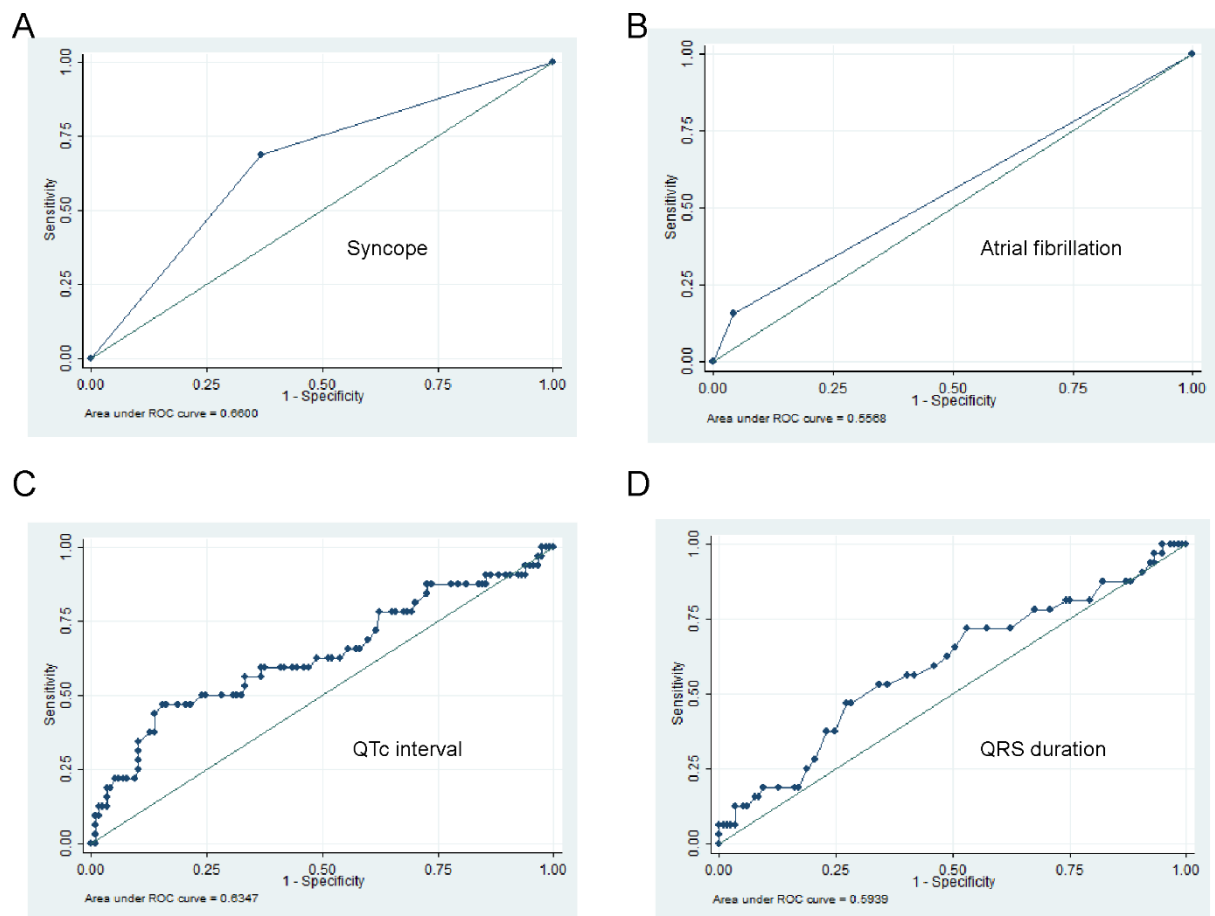 A
Sensitivity
1.00
0.75
0.50
0.25
0.00
Syncope
0.00 0.25 0.50 0.75 1.00
1 - Specificity
Area under ROC curve = 0.6600
B
Sensitivity
1.00
0.75
0.50
0.25
0.00
Atrial fibrillation
0.00 0.25 0.50 0.75 1.00
1 - Specificity
Area under ROC curve = 0.5568
C
Sensitivity
1.00
0.75
0.50
0.25
0.00
QTc interval
0.00 0.25 0.50 0.75 1.00
1 - Specificity
Area under ROC curve = 0.6347
D
Sensitivity
1.00
0.75
0.50
0.25
0.00
QRS duration
0.00 0.25 0.50 0.75 1.00
1 - Specificity
Area under ROC curve = 0.5939